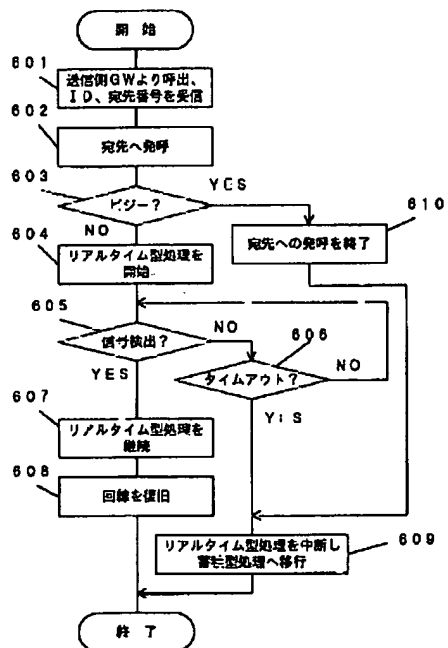 開 始
601
送信側GWより呼出、
ID、宛先番号を受信
602
宛先へ発呼
603
ビジー?
YES
NO
610
宛先への発呼を終了
604
リアルタイム型処理を
開始
605
信号検出?
NO
606
タイムアウト?
NO
YES
YES
607
リアルタイム型処理を
継続
608
回線を復旧
リアルタイム型処理を中断し
蓄積型処理へ移行
609
終 了